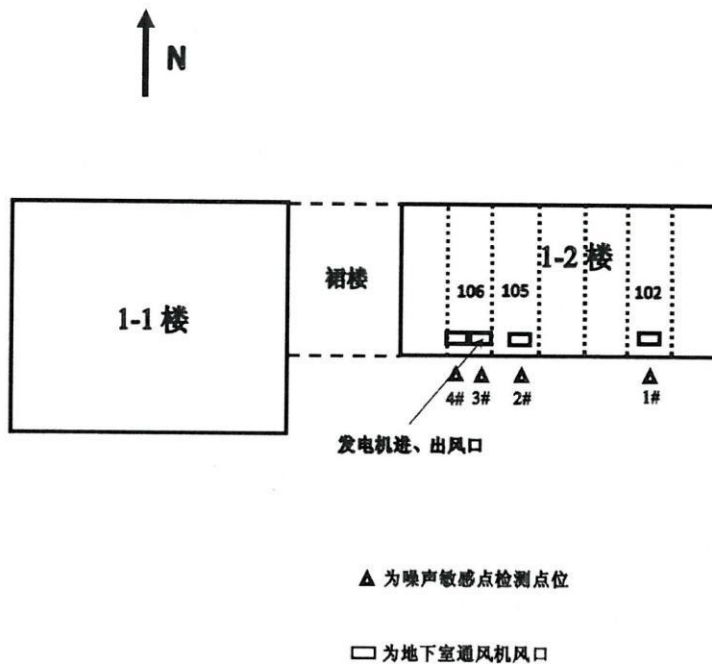 N
1-1 楼
裙楼
1-2 楼
106
105
102
4#
3#
2#
1#
发电机进、出风口
为噪声敏感点检测点位
为地下室通风机风口